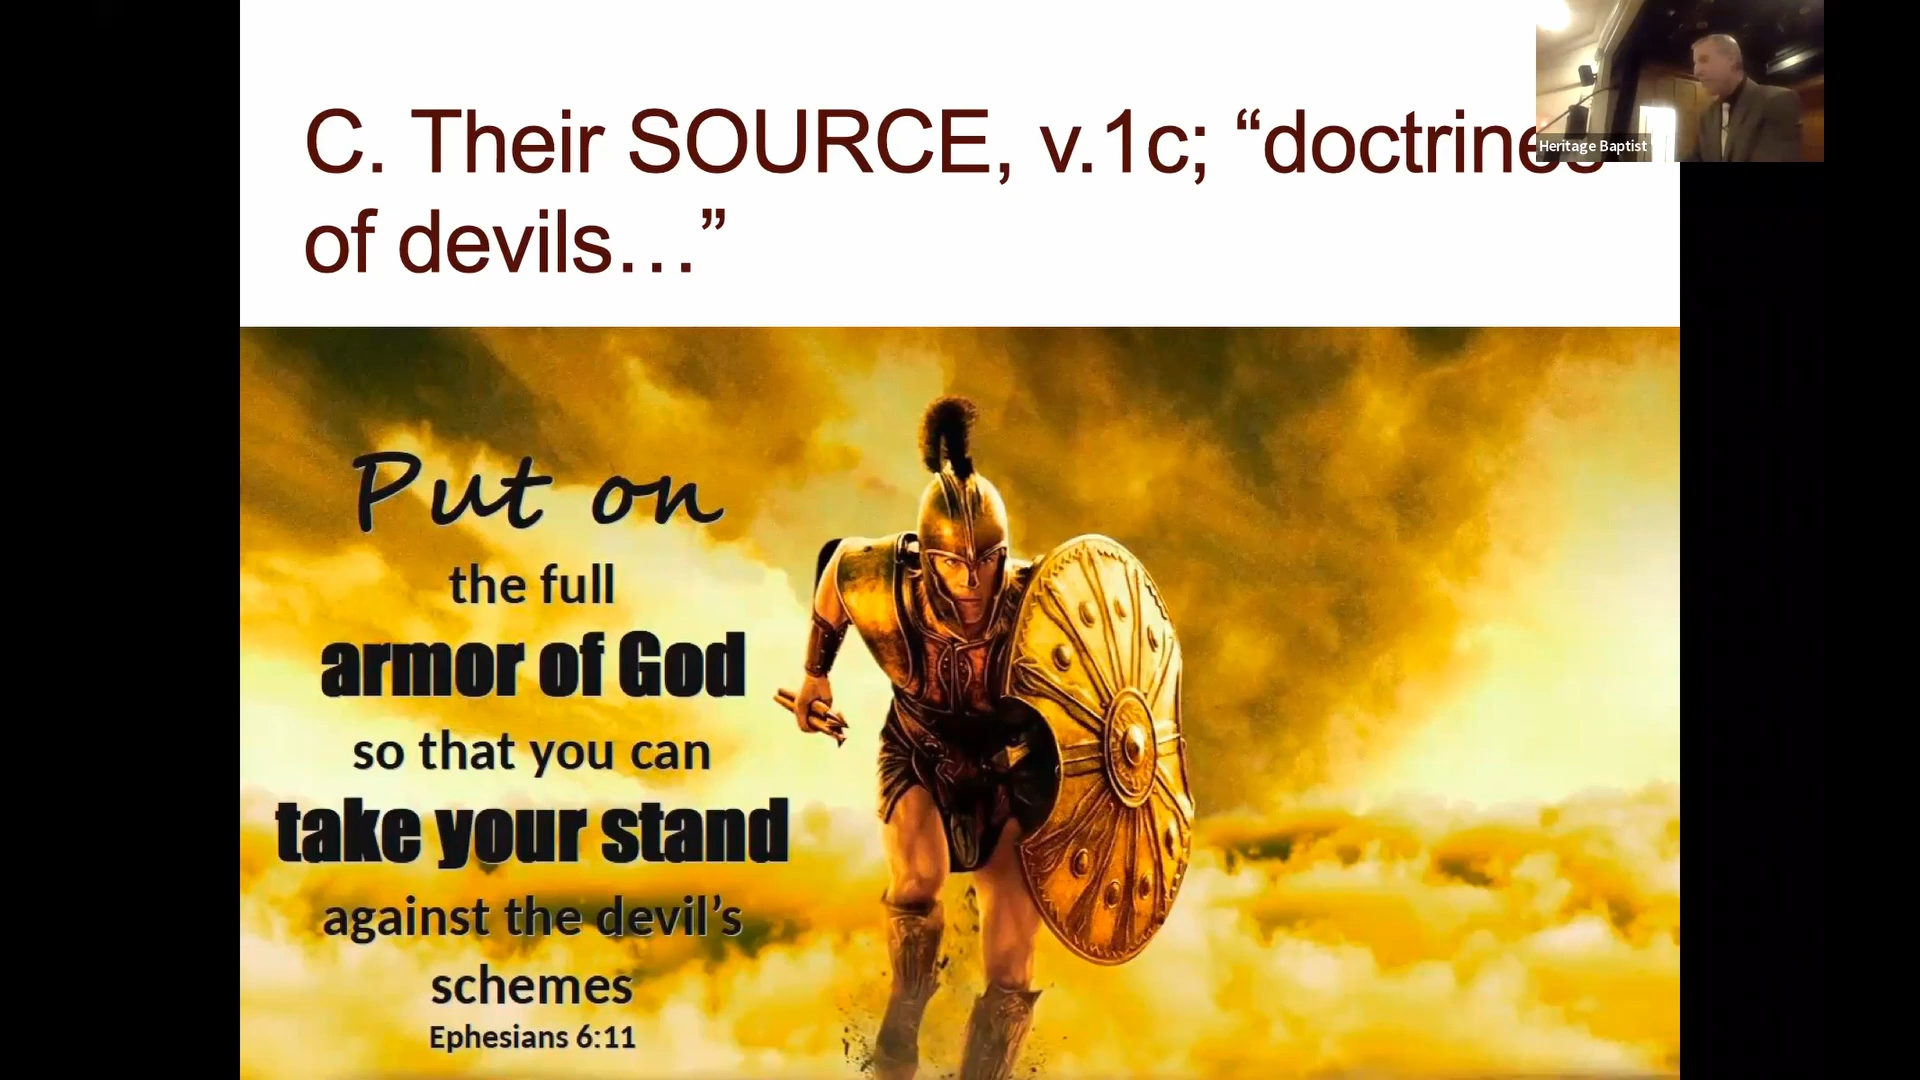 C. Their SOURCE, v.1c; “doctrines
of devils…”
Heritage Baptist
Put on
the full
armor of God
so that you can
take your stand
against the devil’s
schemes
Ephesians 6:11